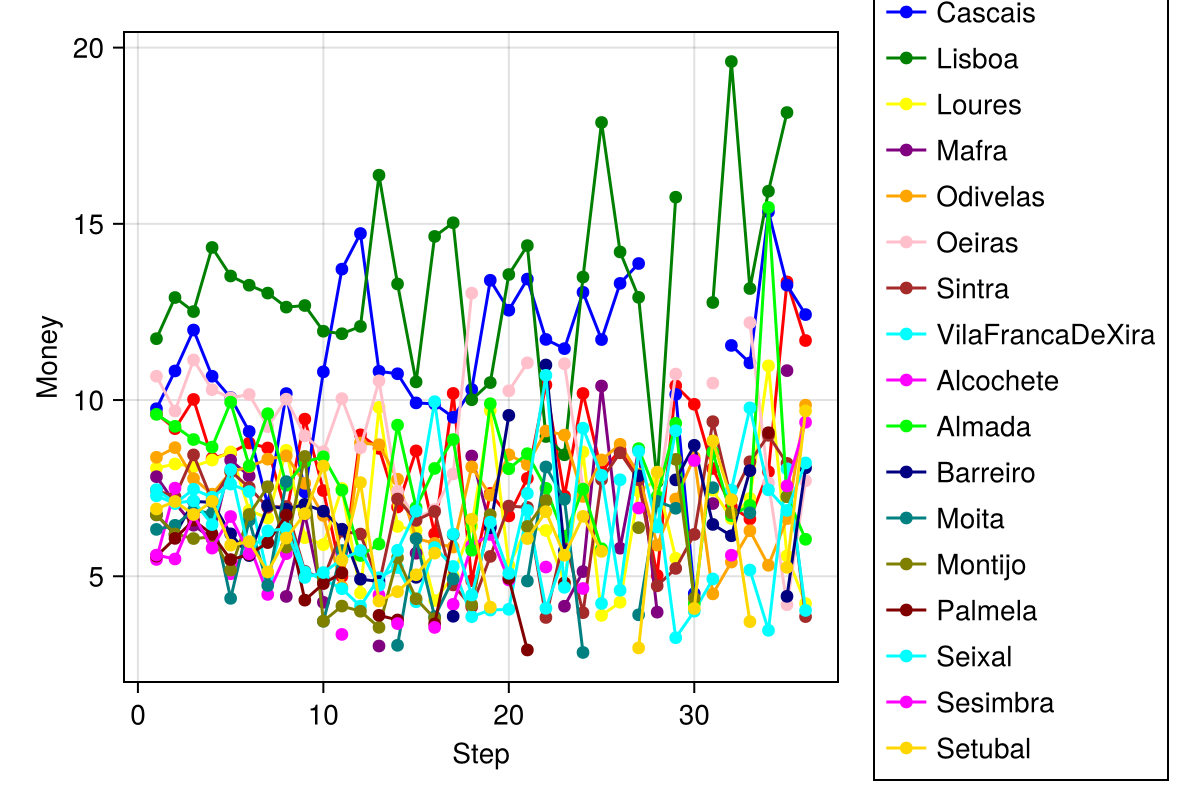 Cascais
Lisboa
Loures
Mafra
Odivelas
Oeiras
Sintra
VilaFrancaDeXira
Alcochete
Almada
Barreiro
Moita
Montijo
Palmela
Seixal
Sesimbra
Setubal
20
15
10
5
Money
0
10
20
30
Step